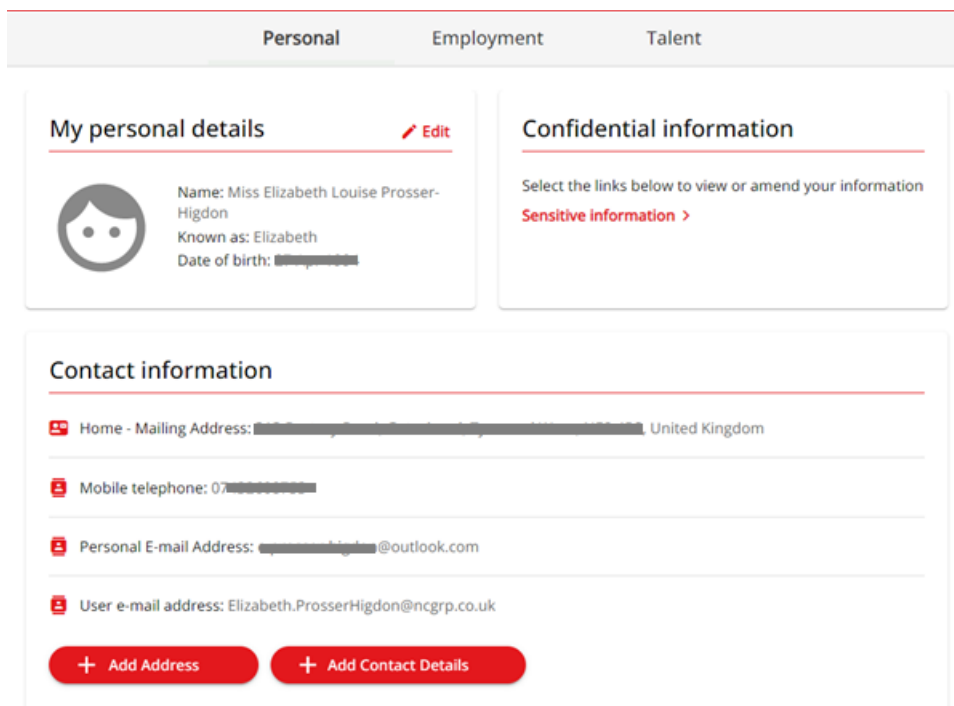 Personal Employment Talent
My personal details
Edit
Name: Miss Elizabeth Louise Prosser-
Higdon
Known as: Elizabeth
Date of birth:
Confidential information
Select the links below to view or amend your information
Sensitive information >
Contact information
Home - Mailing Address: , United Kingdom
Mobile telephone: 07
Personal E-mail Address: @outlook.com
User e-mail address: Elizabeth.ProsserHigdon@ncgrp.co.uk
+ Add Address
+ Add Contact Details